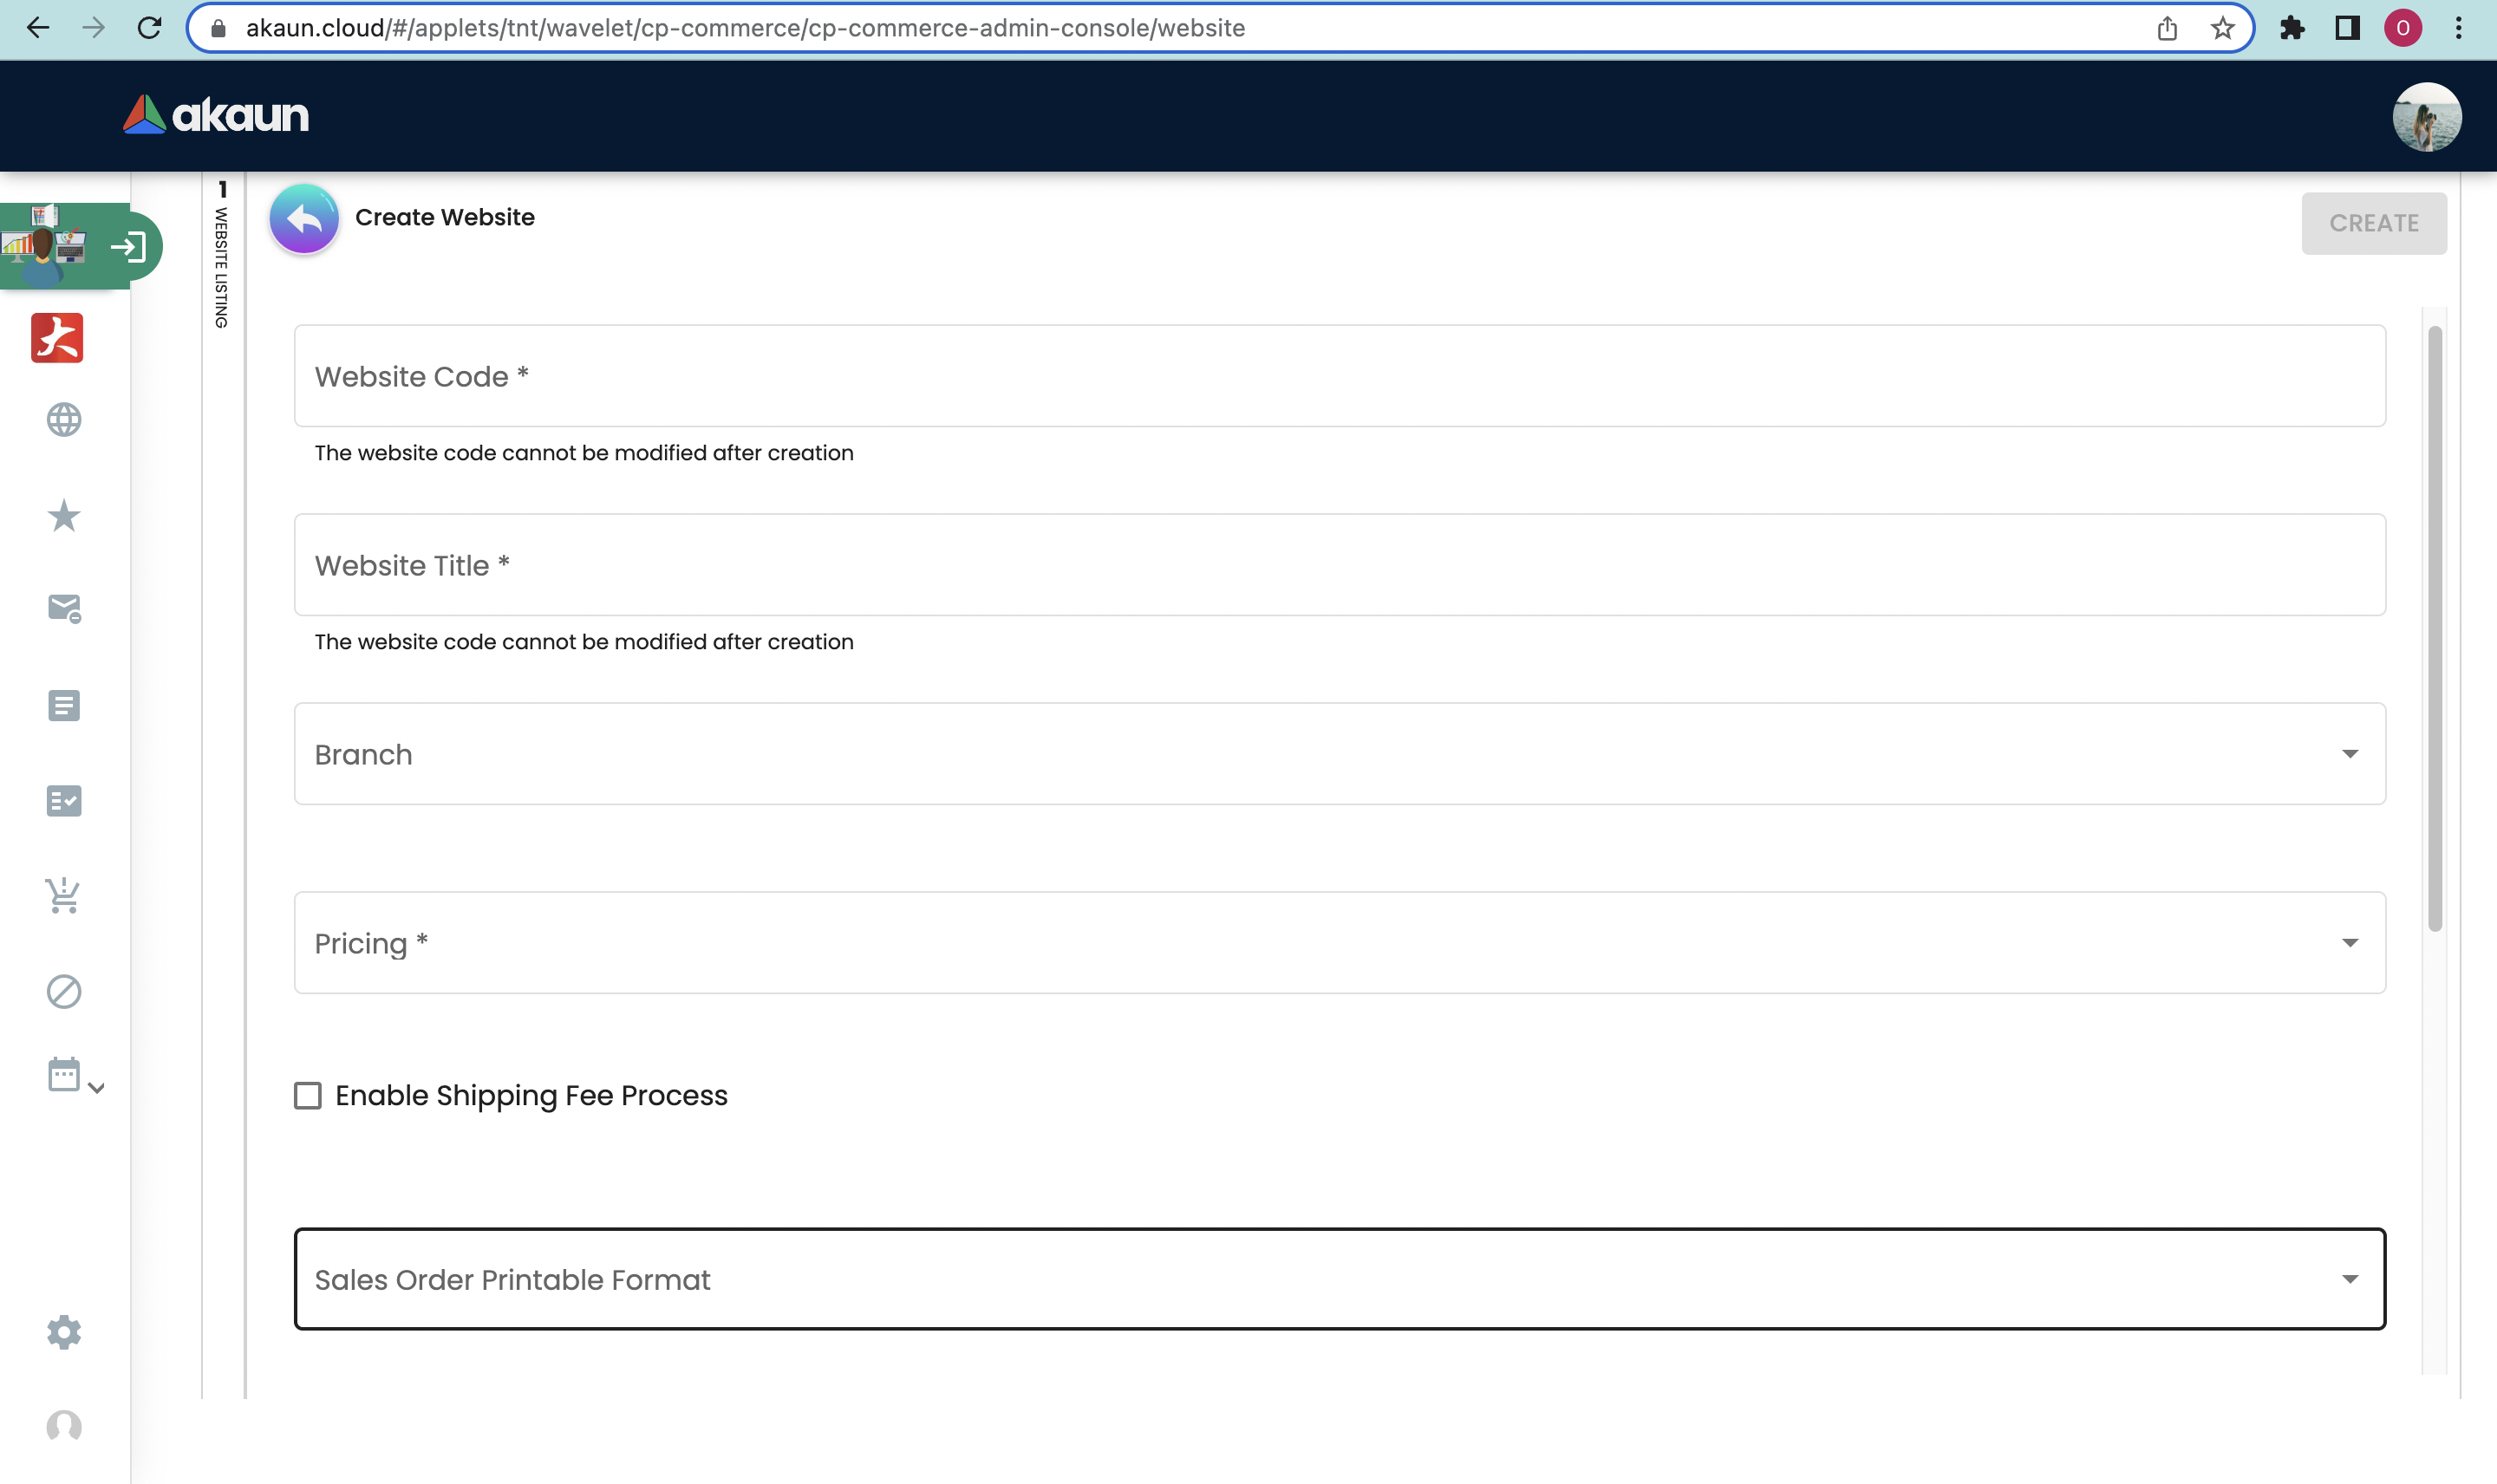 akaun.cloud/#/applets/tnt/wavelet/cp-commerce/cp-commerce-admin-console/website
O
akaun
1 WEBSITE LISTING
Create Website
CREATE
Website Code *
The website code cannot be modified after creation
Website Title *
The website code cannot be modified after creation
Branch
Pricing *
Enable Shipping Fee Process
Sales Order Printable Format